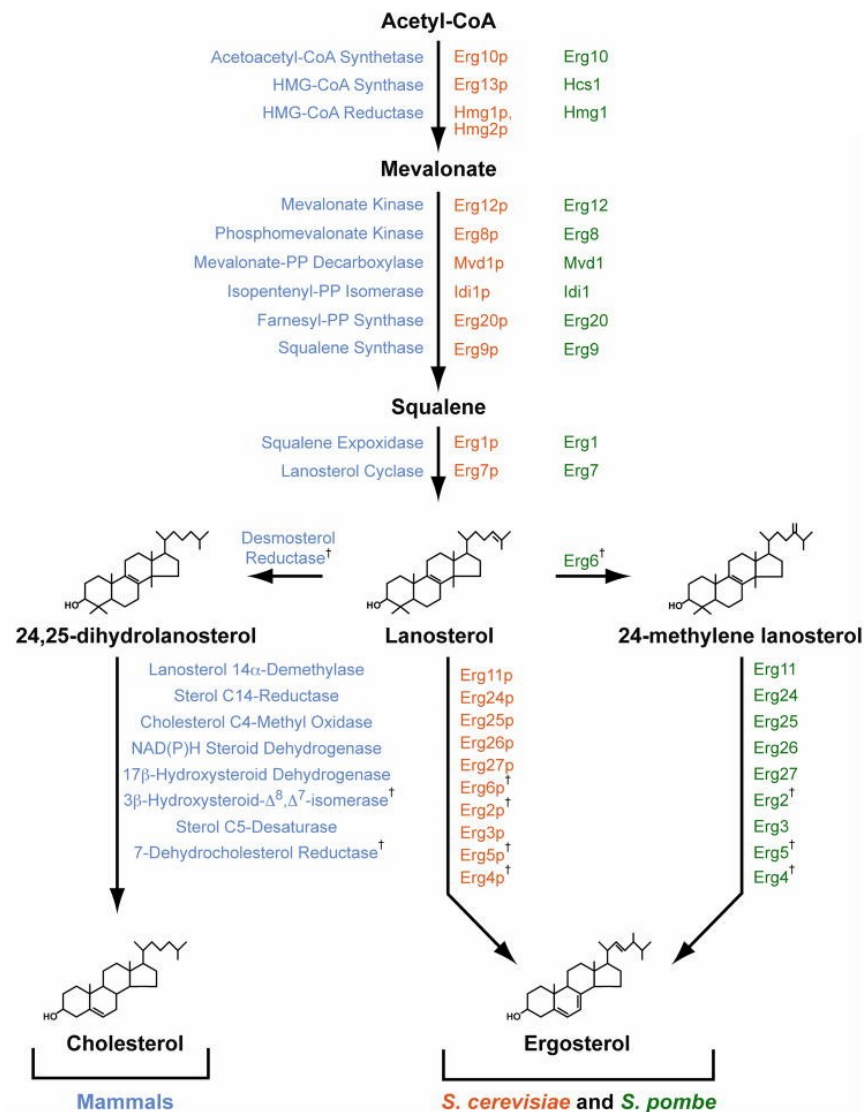 Acetyl-CoA
Acetoacetyl-CoA Synthetase Erg10p Erg10
HMG-CoA Synthase Erg13p Hcs1
HMG-CoA Reductase Hmg1p, Hmg1
Hmg2p
Mevalonate
Mevalonate Kinase Erg12p Erg12
Phosphomevalonate Kinase Erg8p Erg8
Mevalonate-PP Decarboxylase Mvd1p Mvd1
Isopentenyl-PP Isomerase Idi1p Idi1
Farnesyl-PP Synthase Erg20p Erg20
Squalene Synthase Erg9p Erg9
Squalene
Squalene Expoxidase Erg1p Erg1
Lanosterol Cyclase Erg7p Erg7
Desmosterol
Reductase† Erg6†
HO HO HO
24,25-dihydrolanosterol Lanosterol 24-methylene lanosterol
Lanosterol 14α-Demethylase Erg11p Erg11
Sterol C14-Reductase Erg24p Erg24
Cholesterol C4-Methyl Oxidase Erg25p Erg25
NAD(P)H Steroid Dehydrogenase Erg26p Erg26
17β-Hydroxysteroid Dehydrogenase Erg27p Erg27
3β-Hydroxysteroid-Δ⁸,Δ⁷-isomerase† Erg6p† Erg2†
Sterol C5-Desaturase Erg2p† Erg3
7-Dehydrocholesterol Reductase† Erg3p Erg5†
Erg5p† Erg4†
Erg4p†
HO HO
Cholesterol Ergosterol
Mammals S. cerevisiae and S. pombe